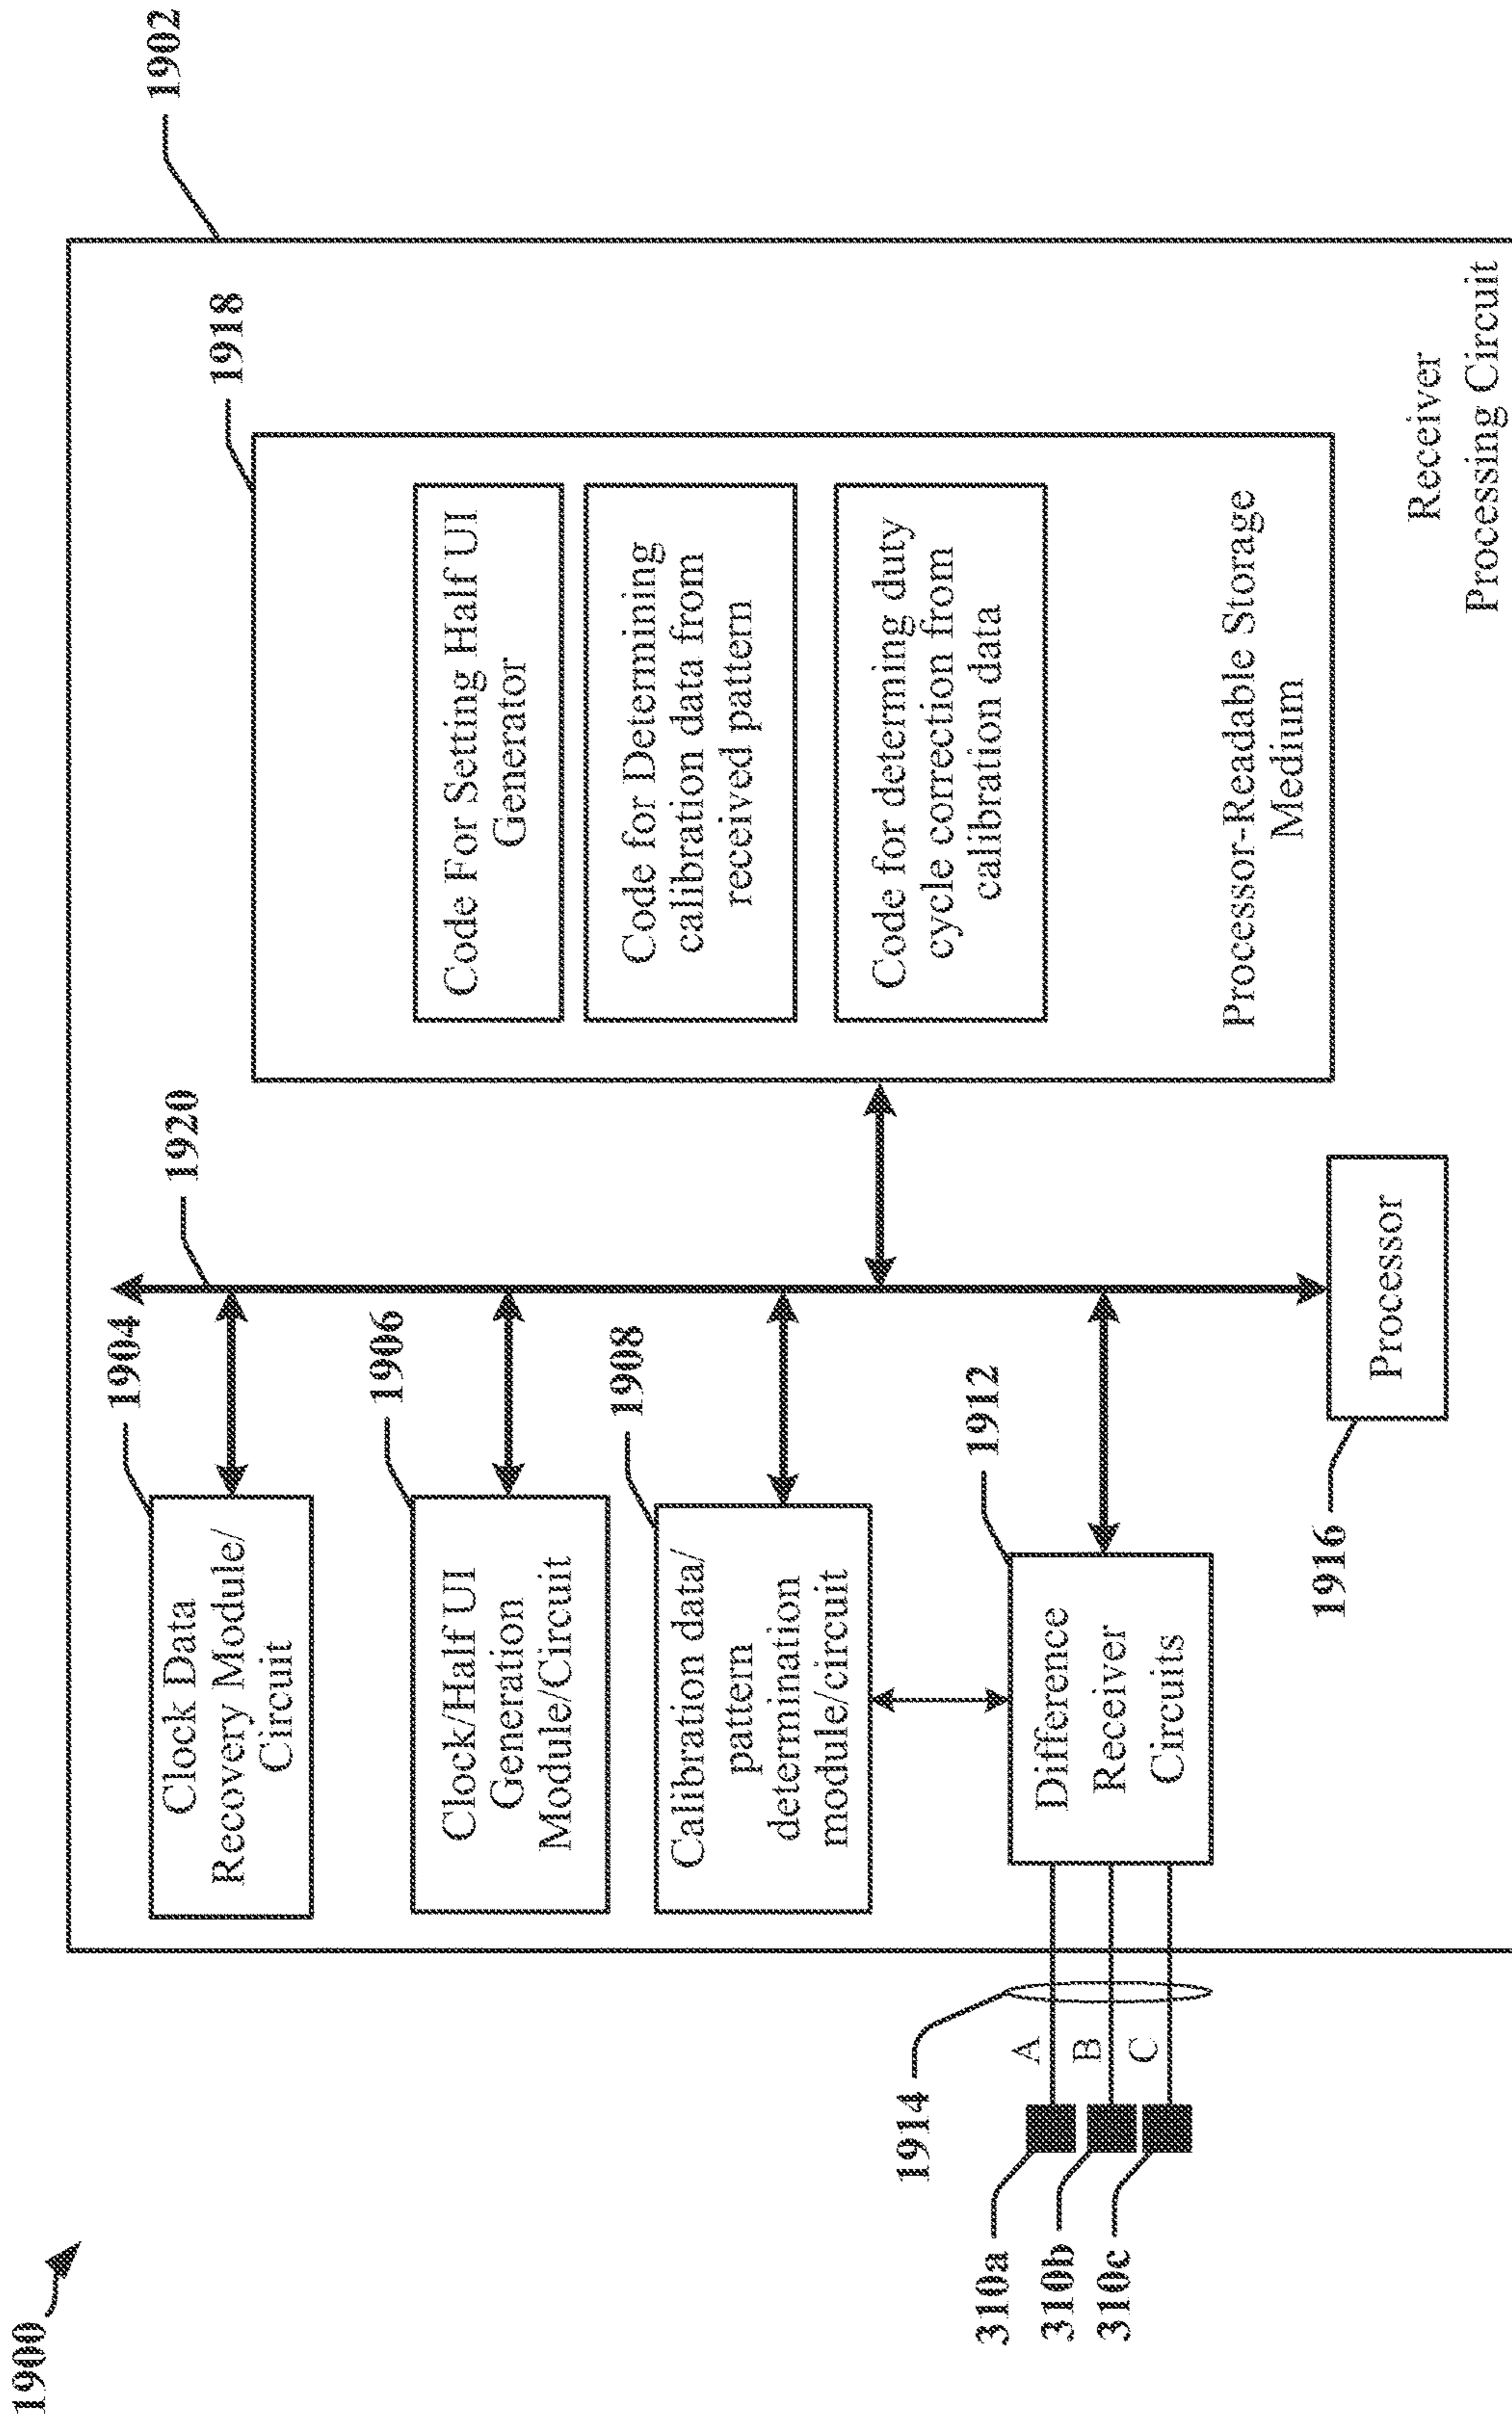 1900
1902
1904
Clock Data
Recovery Module/
Circuit
1920
1918
1906
Clock/Half UI
Generation
Module/Circuit
Code For Setting Half UI
Generator
1908
Calibration data/
pattern
determination
module/circuit
Code for Determining
calibration data from
received pattern
Code for determining duty
cycle correction from
calibration data
1914
1912
Difference
Receiver
Circuits
A
B
C
310a
310b
310c
Processor-Readable Storage
Medium
1916
Processor
Receiver
Processing Circuit